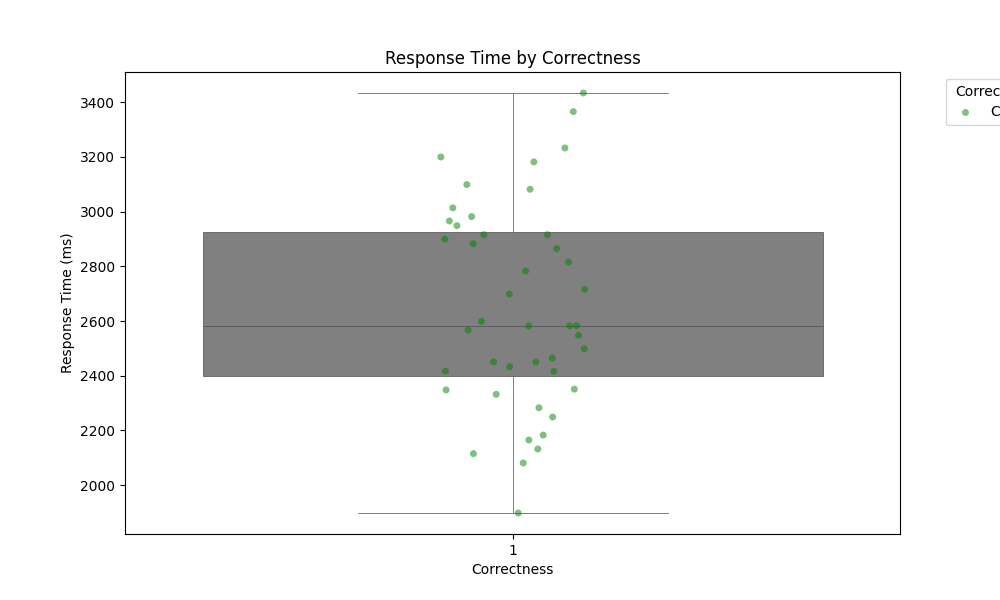 Response Time by Correctness
Response Time (ms)
3400
3200
3000
2800
2600
2400
2200
2000
1
Correctness
Correc
C